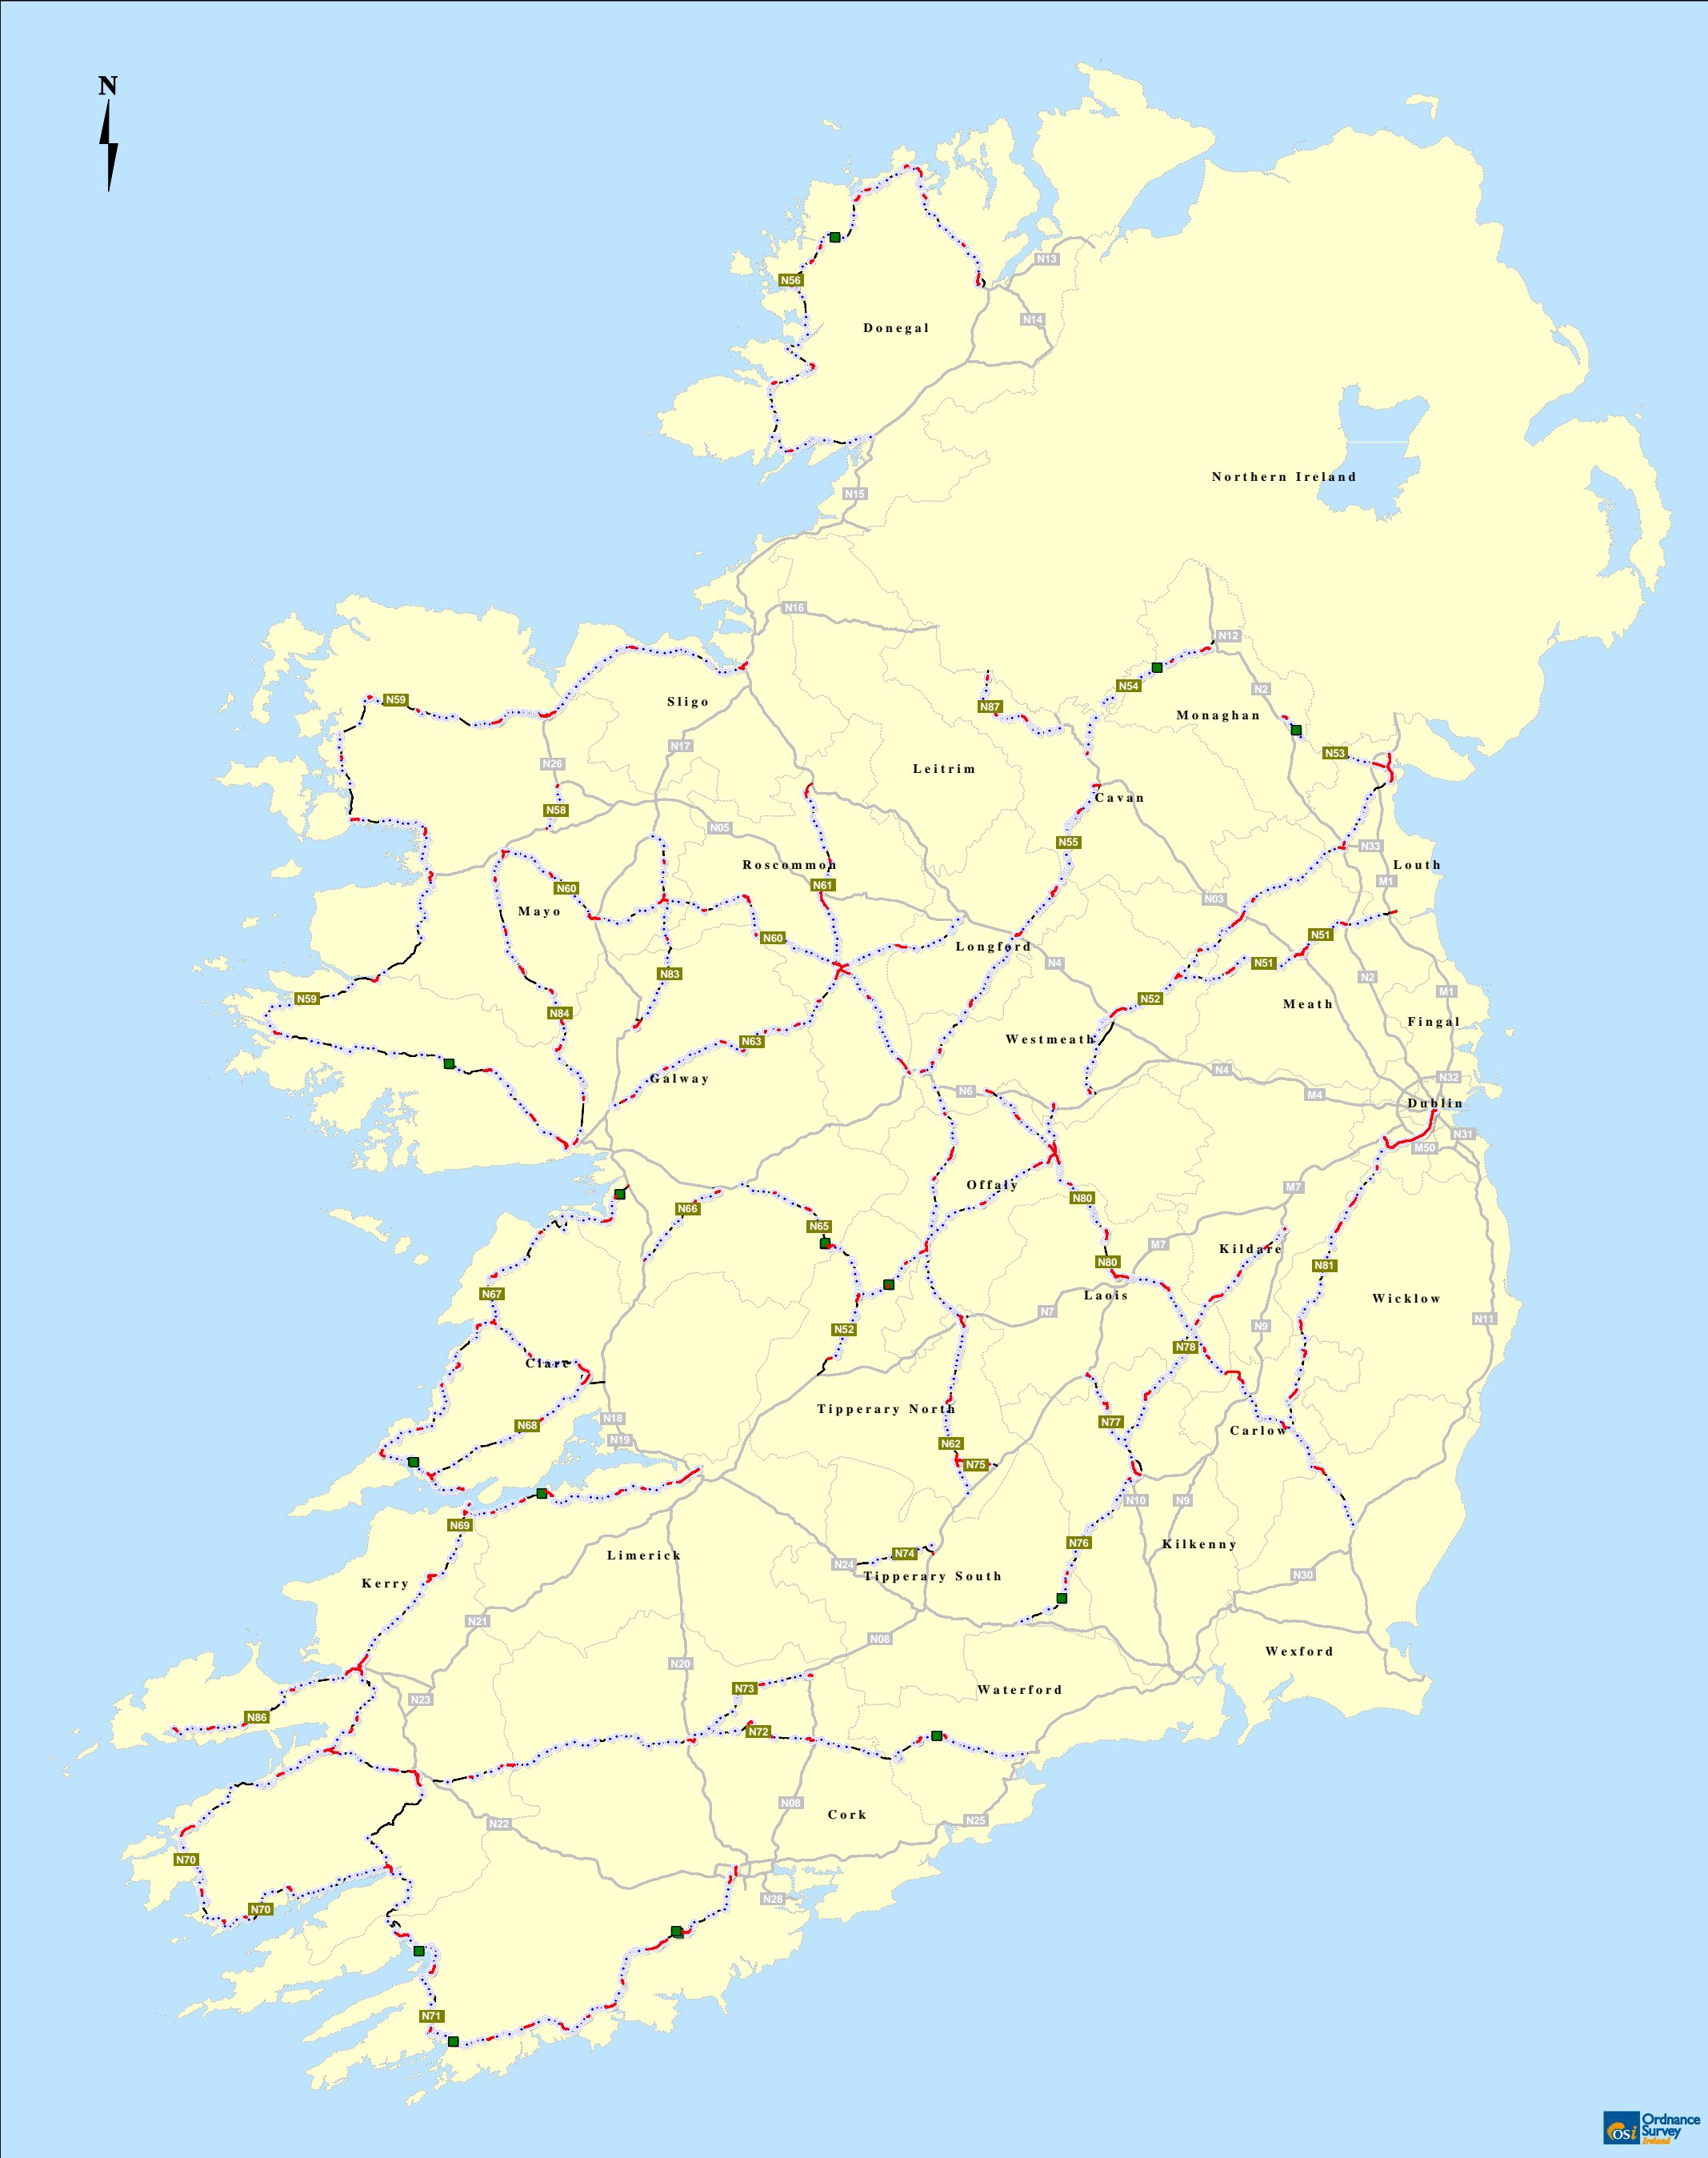 N
N13
N56
N14
Donegal
Northern Ireland
N15
N16
N12
N54
N2
N59
Sligo
N87
Monaghan
N17
N53
N26
Leitrim
Cavan
N58
N05
N55
N33
Roscommon
Louth
N61
M1
N60
N03
Mayo
N51
N60
Longford
N51
N4
N83
N2
N59
N52
M1
Meath
N84
Fingal
Westmeath
N63
N4
N32
Galway
N6
M4
Dublin
N31
M50
Offaly
M7
N80
N66
N65
M7
Kildare
N80
N81
N67
Laois
Wicklow
N7
N11
N9
N52
N78
Clare
Tipperary North
N18
N77
N68
Carlow
N19
N62
N75
N10
N9
N69
N76
Kilkenny
Limerick
N74
N24
Tipperary South
N30
Kerry
N21
N08
Wexford
N20
N73
Waterford
N23
N86
N72
N08
Cork
N22
N25
N70
N28
N70
N71
osi
Ordnance
Survey
Ireland